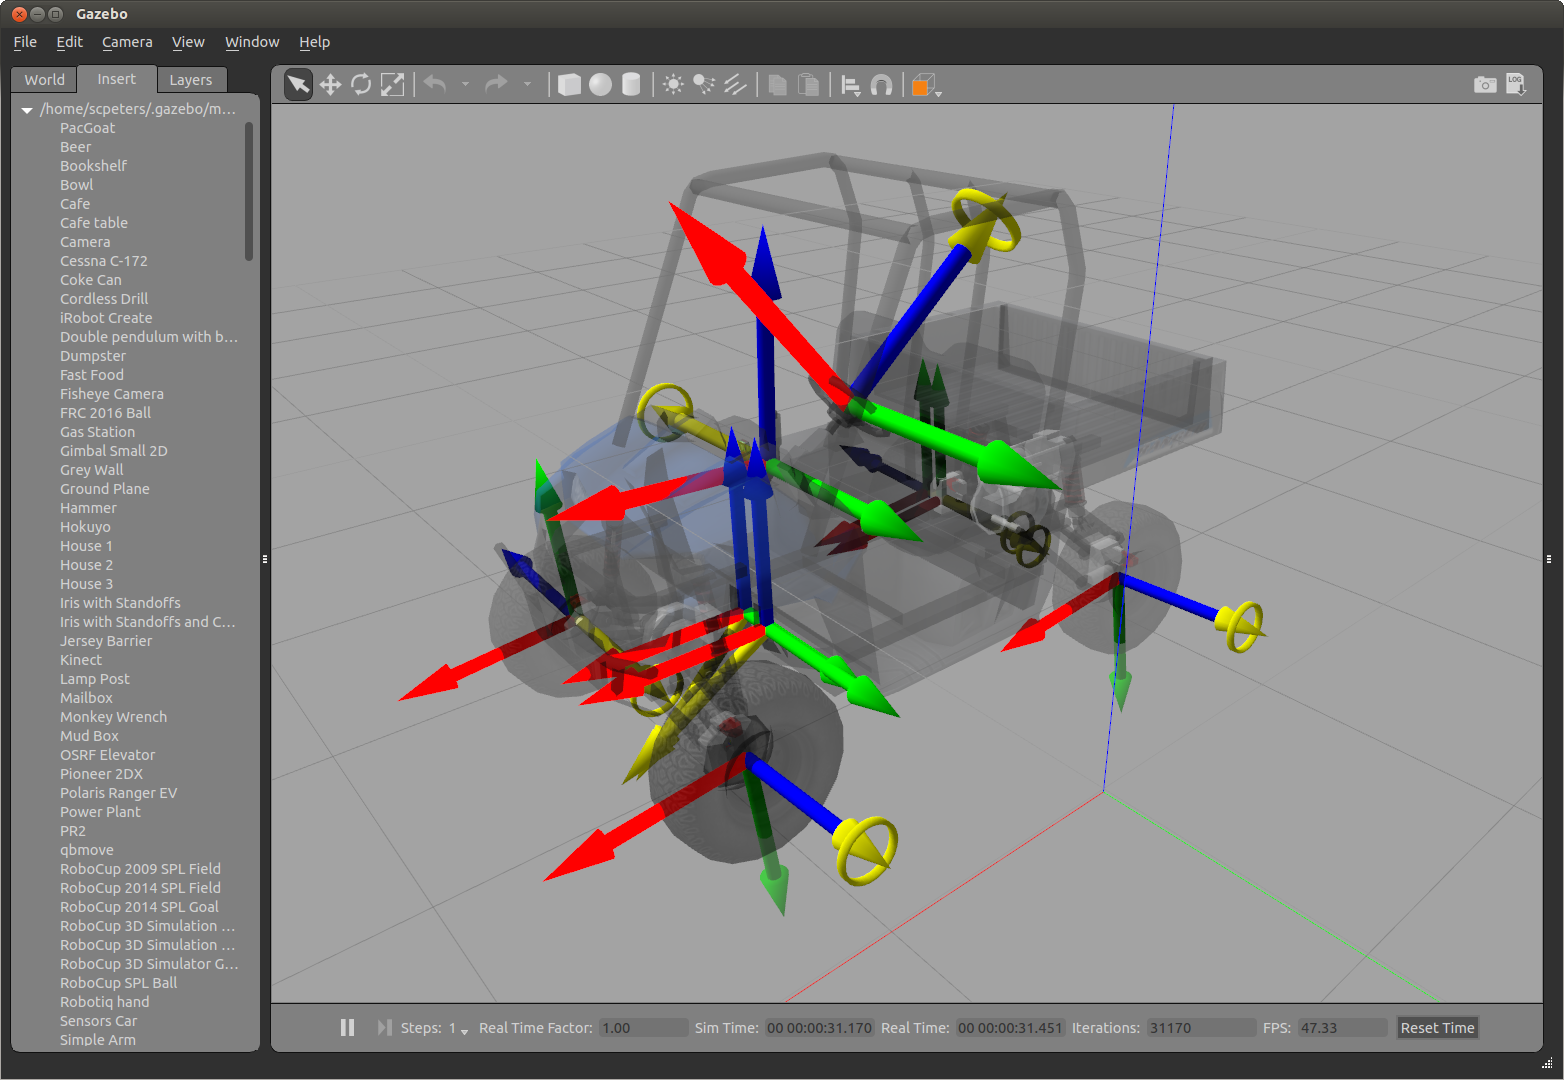 Gazebo
File Edit Camera View Window Help
World Insert Layers
LOG
/home/scpeters/.gazebo/m...
PacGoat
Beer
Bookshelf
Bowl
Cafe
Cafe table
Camera
Cessna C-172
Coke Can
Cordless Drill
iRobot Create
Double pendulum with b...
Dumpster
Fast Food
Fisheye Camera
FRC 2016 Ball
Gas Station
Gimbal Small 2D
Grey Wall
Ground Plane
Hammer
Hokuyo
House 1
House 2
House 3
Iris with Standoffs
Iris with Standoffs and C...
Jersey Barrier
Kinect
Lamp Post
Mailbox
Monkey Wrench
Mud Box
OSRF Elevator
Pioneer 2DX
Polaris Ranger EV
Power Plant
PR2
qbmove
RoboCup 2009 SPL Field
RoboCup 2014 SPL Field
RoboCup 2014 SPL Goal
RoboCup 3D Simulation ...
RoboCup 3D Simulation ...
RoboCup 3D Simulator G...
RoboCup SPL Ball
Robotiq hand
Sensors Car
Simple Arm
Steps: 1 Real Time Factor: 1.00 Sim Time: 00 00:00:31.170 Real Time: 00 00:00:31.451 Iterations: 31170 FPS: 47.33 Reset Time